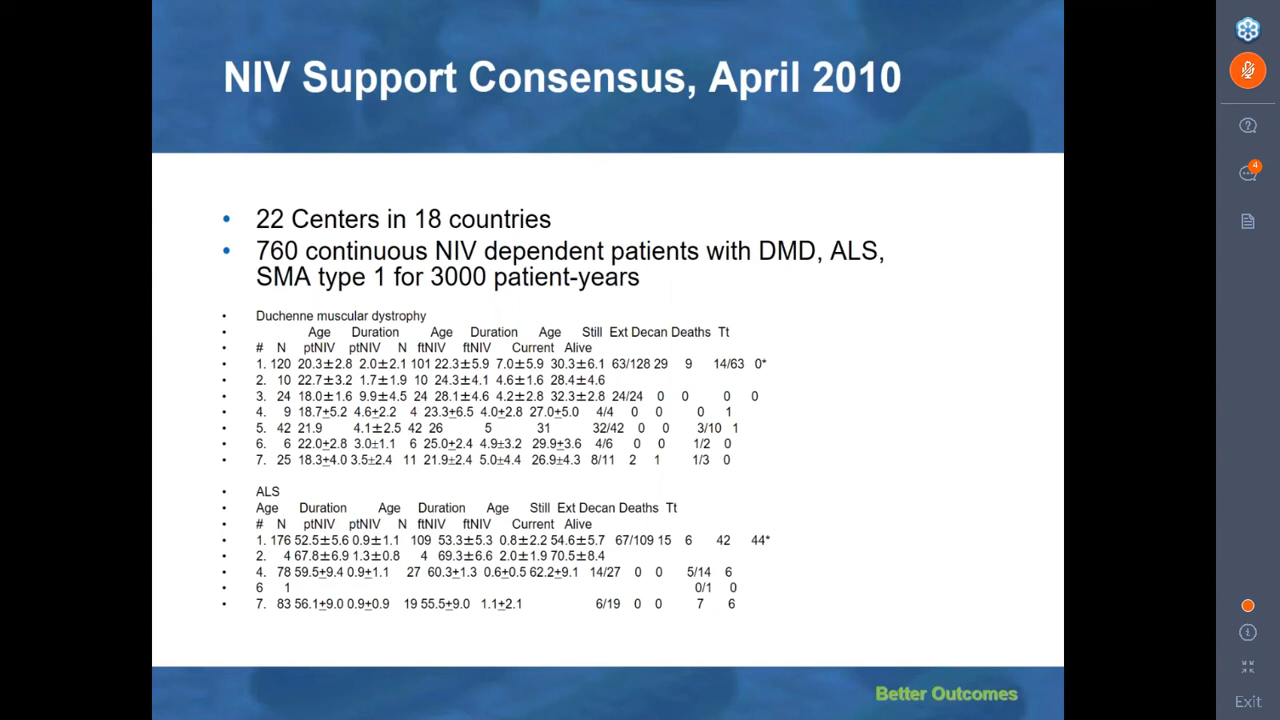 NIV Support Consensus, April 2010
• 22 Centers in 18 countries
• 760 continuous NIV dependent patients with DMD, ALS,
SMA type 1 for 3000 patient-years
• Duchenne muscular dystrophy
• Age Duration Age Duration Age Still Ext Decan Deaths Tt
• # N ptNIV ptNIV N ftNIV ftNIV Current Alive
• 1. 120 20.3±2.8 2.0±2.1 101 22.3±5.9 7.0±5.9 30.3±6.1 63/128 29 9 14/63 0*
• 2. 10 22.7±3.2 1.7±1.9 10 24.3±4.1 4.6±1.6 28.4±4.6
• 3. 24 18.0±1.6 9.9±4.5 24 28.1±4.6 4.2±2.8 32.3±2.8 24/24 0 0 0 0
• 4. 9 18.7±5.2 4.6±2.2 4 23.3±6.5 4.0±2.8 27.0±5.0 4/4 0 0 0 1
• 5. 42 21.9 4.1±2.5 42 26 5 31 32/42 0 0 3/10 1
• 6. 6 22.0±2.8 3.0±1.1 6 25.0±2.4 4.9±3.2 29.9±3.6 4/6 0 0 1/2 0
• 7. 25 18.3±4.0 3.5±2.4 11 21.9±2.4 5.0±4.4 26.9±4.3 8/11 2 1 1/3 0
• ALS
• Age Duration Age Duration Age Still Ext Decan Deaths Tt
• # N ptNIV ptNIV N ftNIV ftNIV Current Alive
• 1. 176 52.5±5.6 0.9±1.1 109 53.3±5.3 0.8±2.2 54.6±5.7 67/109 15 6 42 44*
• 2. 4 67.8±6.9 1.3±0.8 4 69.3±6.6 2.0±1.9 70.5±8.4
• 4. 78 59.5±9.4 0.9±1.1 27 60.3±1.3 0.6±0.5 62.2±9.1 14/27 0 0 5/14 6
• 6 1 0/1 0
• 7. 83 56.1±9.0 0.9±0.9 19 55.5±9.0 1.1±2.1 6/19 0 0 7 6
Better Outcomes
4
Exit